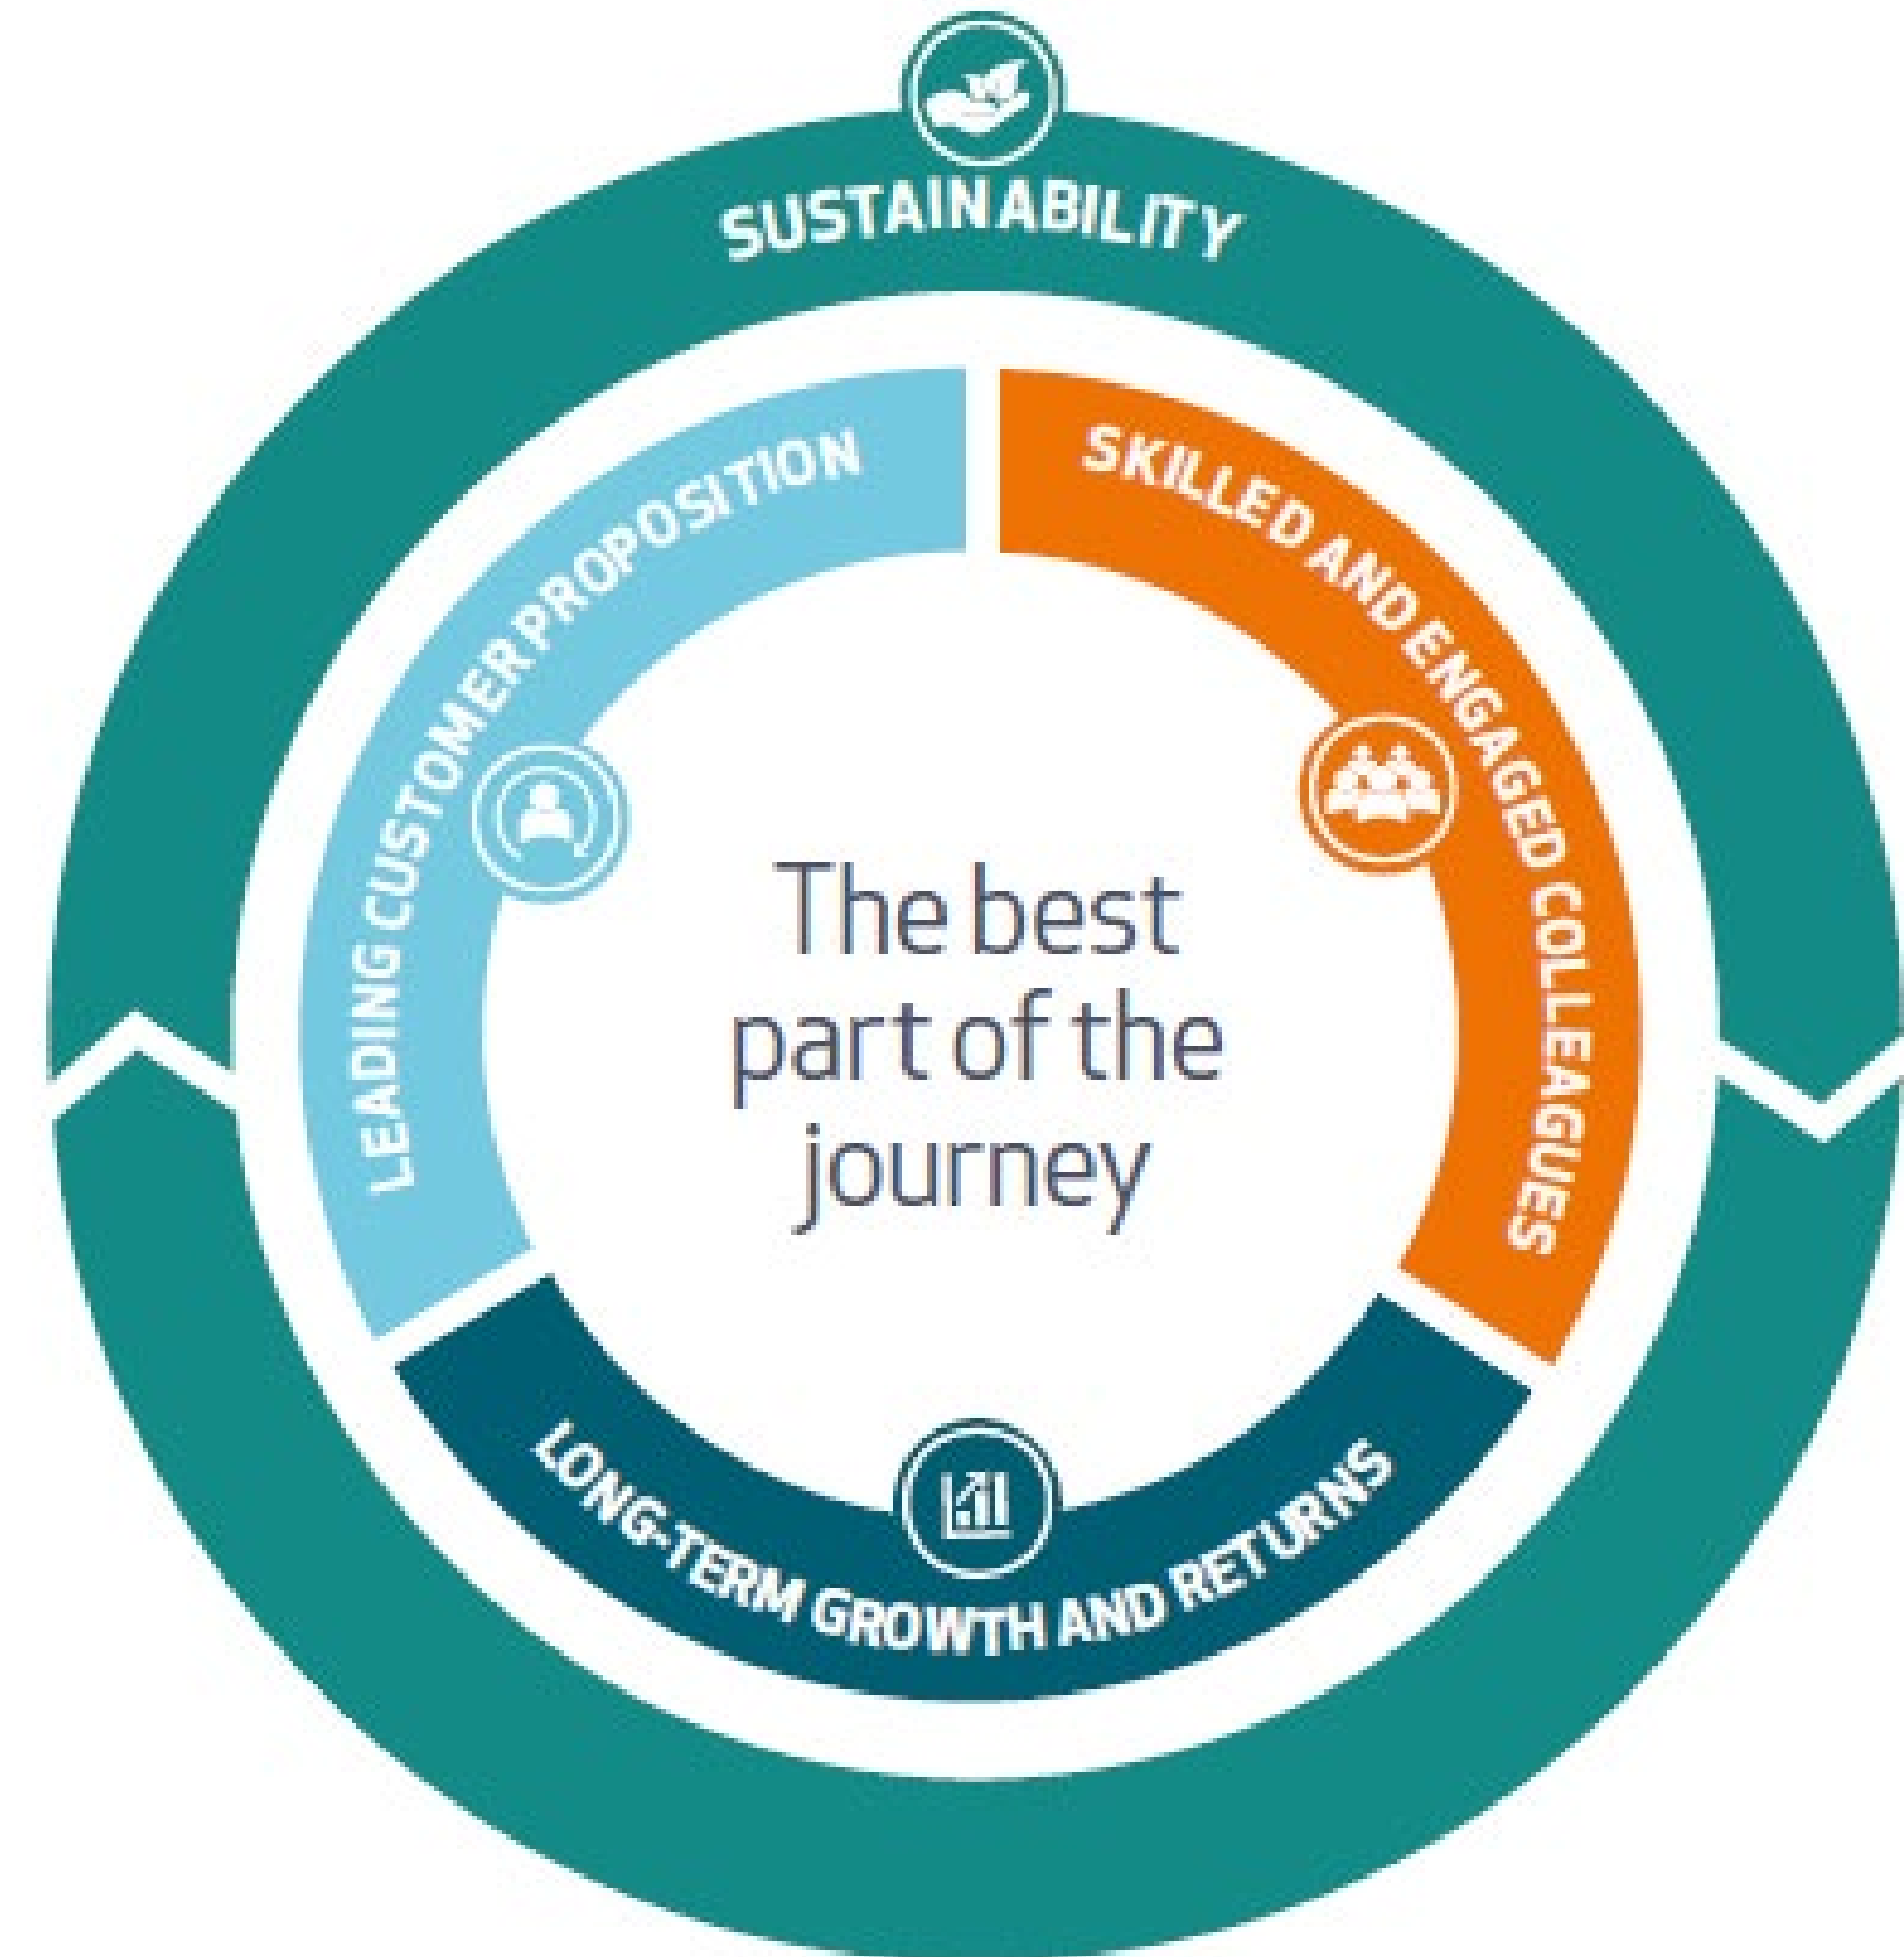 SUSTAINABILITY
LEADING CUSTOMER PROPOSITION
SKILLED AND ENGAGED COLLEAGUES
The best
part of the
journey
LONG-TERM GROWTH AND RETURNS